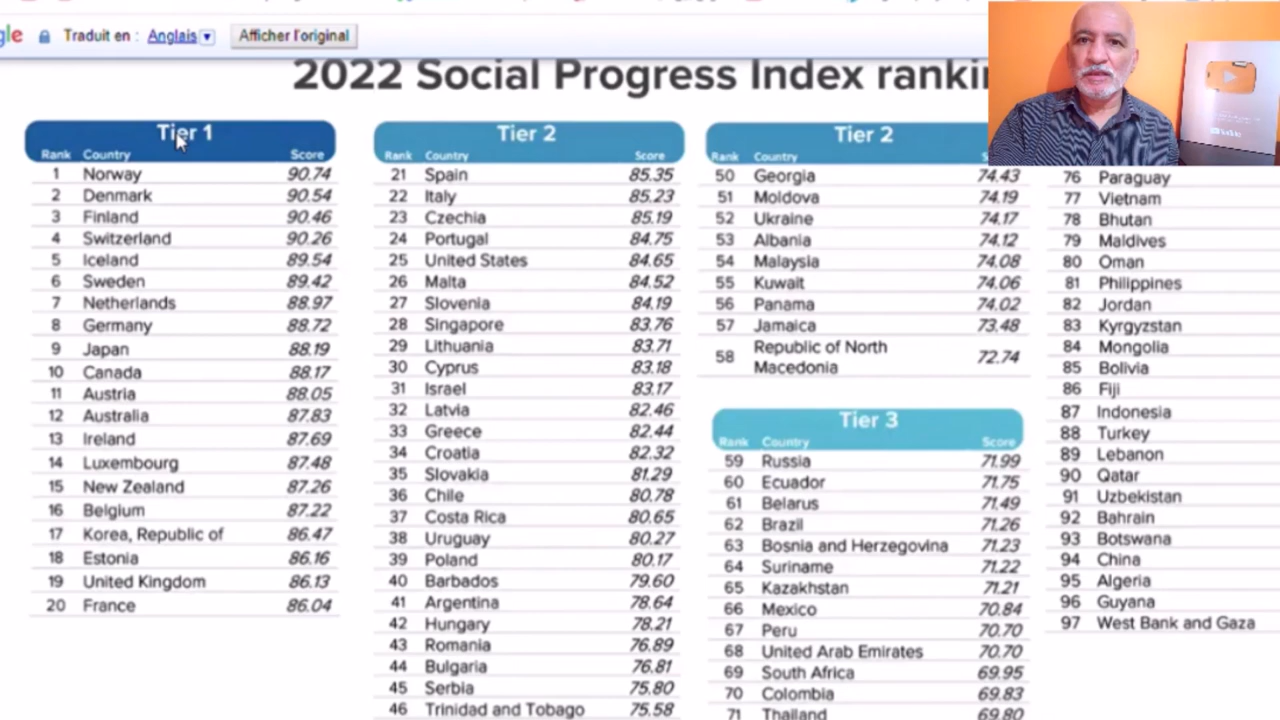 gle Traduit en : Anglais Afficher l'original
2022 Social Progress Index
Tier 1
Rank Country Score
1 Norway 90.74
2 Denmark 90.54
3 Finland 90.46
4 Switzerland 90.26
5 Iceland 89.54
6 Sweden 89.42
7 Netherlands 88.97
8 Germany 88.72
9 Japan 88.19
10 Canada 88.17
11 Austria 88.05
12 Australia 87.83
13 Ireland 87.69
14 Luxembourg 87.48
15 New Zealand 87.26
16 Belgium 87.22
17 Korea, Republic of 86.47
18 Estonia 86.16
19 United Kingdom 86.13
20 France 86.04
Tier 2
Rank Country Score
21 Spain 85.35
22 Italy 85.23
23 Czechia 85.19
24 Portugal 84.75
25 United States 84.65
26 Malta 84.52
27 Slovenia 84.19
28 Singapore 83.76
29 Lithuania 83.71
30 Cyprus 83.18
31 Israel 83.17
32 Latvia 82.46
33 Greece 82.44
34 Croatia 82.32
35 Slovakia 81.29
36 Chile 80.78
37 Costa Rica 80.65
38 Uruguay 80.27
39 Poland 80.17
40 Barbados 79.60
41 Argentina 78.64
42 Hungary 78.21
43 Romania 76.89
44 Bulgaria 76.81
45 Serbia 75.80
46 Trinidad and Tobago 75.58
Tier 2
Rank Country
50 Georgia 74.43
51 Moldova 74.19
52 Ukraine 74.17
53 Albania 74.12
54 Malaysia 74.08
55 Kuwait 74.06
56 Panama 74.02
57 Jamaica 73.48
58 Republic of North
Macedonia 72.74
Tier 3
Rank Country Score
59 Russia 71.99
60 Ecuador 71.75
61 Belarus 71.49
62 Brazil 71.26
63 Bosnia and Herzegovina 71.23
64 Suriname 71.22
65 Kazakhstan 71.21
66 Mexico 70.84
67 Peru 70.70
68 United Arab Emirates 70.70
69 South Africa 69.95
70 Colombia 69.83
71 Thailand 69.80
76 Paraguay
77 Vietnam
78 Bhutan
79 Maldives
80 Oman
81 Philippines
82 Jordan
83 Kyrgyzstan
84 Mongolia
85 Bolivia
86 Fiji
87 Indonesia
88 Turkey
89 Lebanon
90 Qatar
91 Uzbekistan
92 Bahrain
93 Botswana
94 China
95 Algeria
96 Guyana
97 West Bank and Gaza